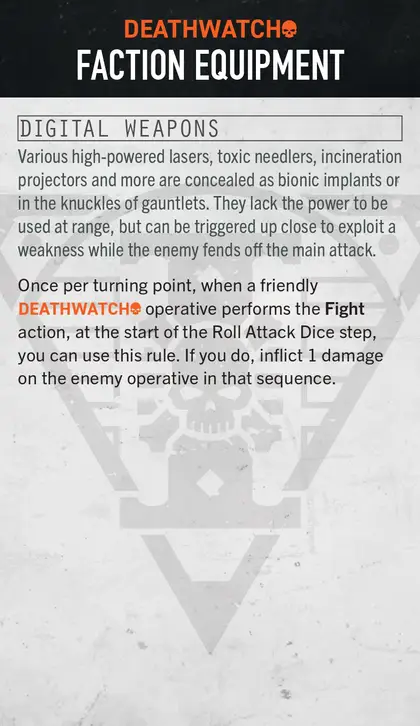 DEATHWATCH
FACTION EQUIPMENT
DIGITAL WEAPONS
Various high-powered lasers, toxic needlers, incineration
projectors and more are concealed as bionic implants or
in the knuckles of gauntlets. They lack the power to be
used at range, but can be triggered up close to exploit a
weakness while the enemy fends off the main attack.
Once per turning point, when a friendly
DEATHWATCH operative performs the Fight
action, at the start of the Roll Attack Dice step,
you can use this rule. If you do, inflict 1 damage
on the enemy operative in that sequence.